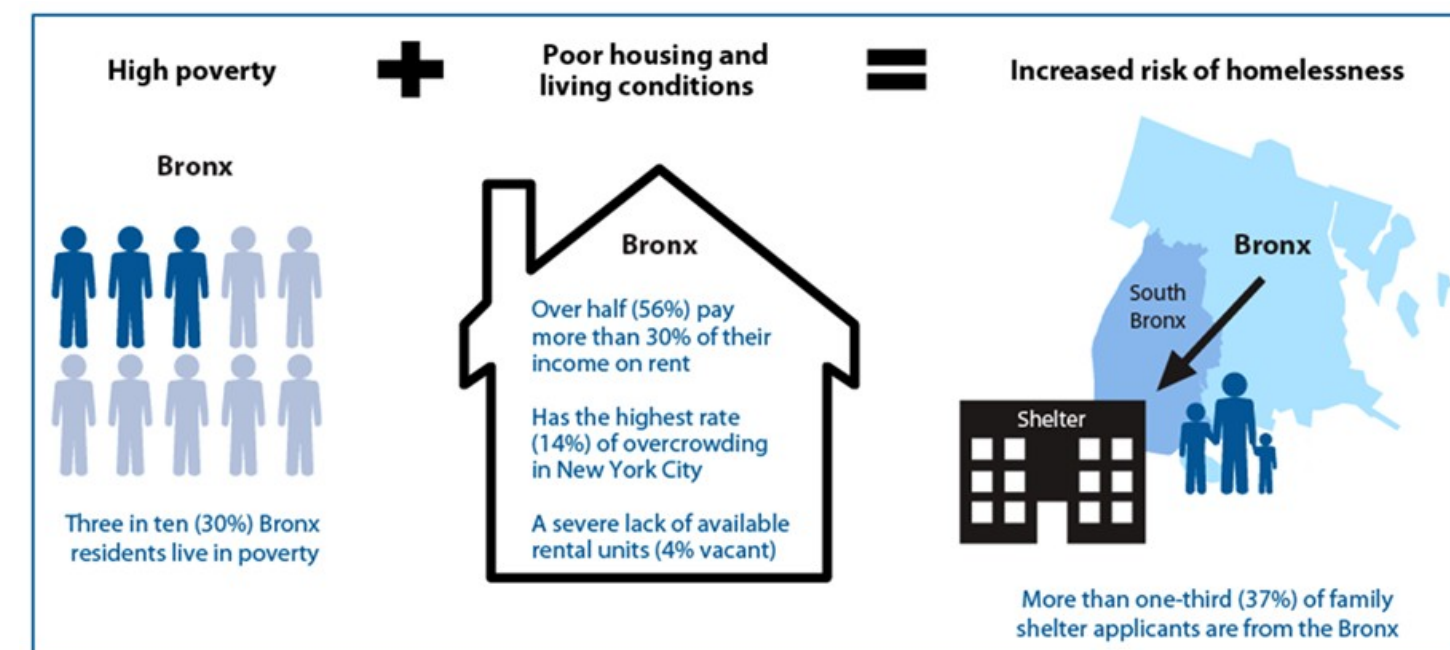 High poverty
Poor housing and
living conditions
Increased risk of homelessness
Bronx
Three in ten (30%) Bronx
residents live in poverty
Bronx
Over half (56%) pay
more than 30% of their
income on rent
Has the highest rate
(14%) of overcrowding
in New York City
A severe lack of available
rental units (4% vacant)
Bronx
South
Bronx
Shelter
More than one-third (37%) of family
shelter applicants are from the Bronx